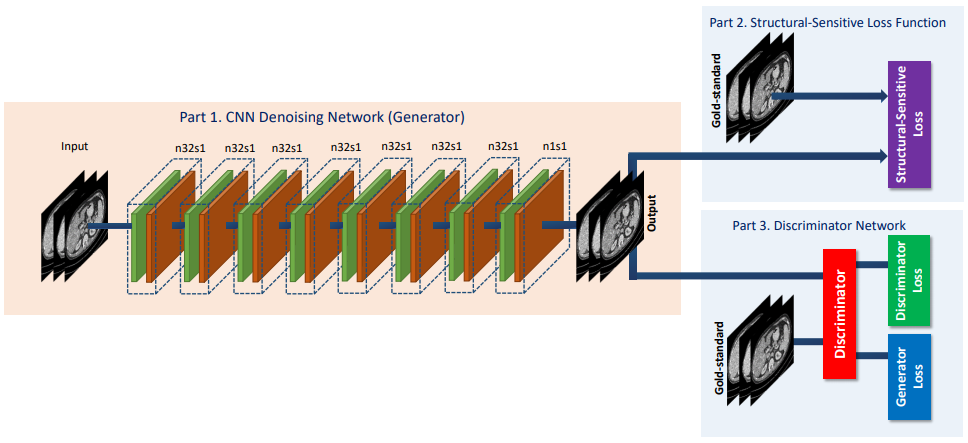 Part 1. CNN Denoising Network (Generator)
Input
n32s1
n32s1
n32s1
n32s1
n32s1
n32s1
n32s1
n1s1
Output
Part 2. Structural-Sensitive Loss Function
Gold-standard
Structural-Sensitive
Loss
Part 3. Discriminator Network
Gold-standard
Discriminator
Discriminator
Loss
Generator
Loss